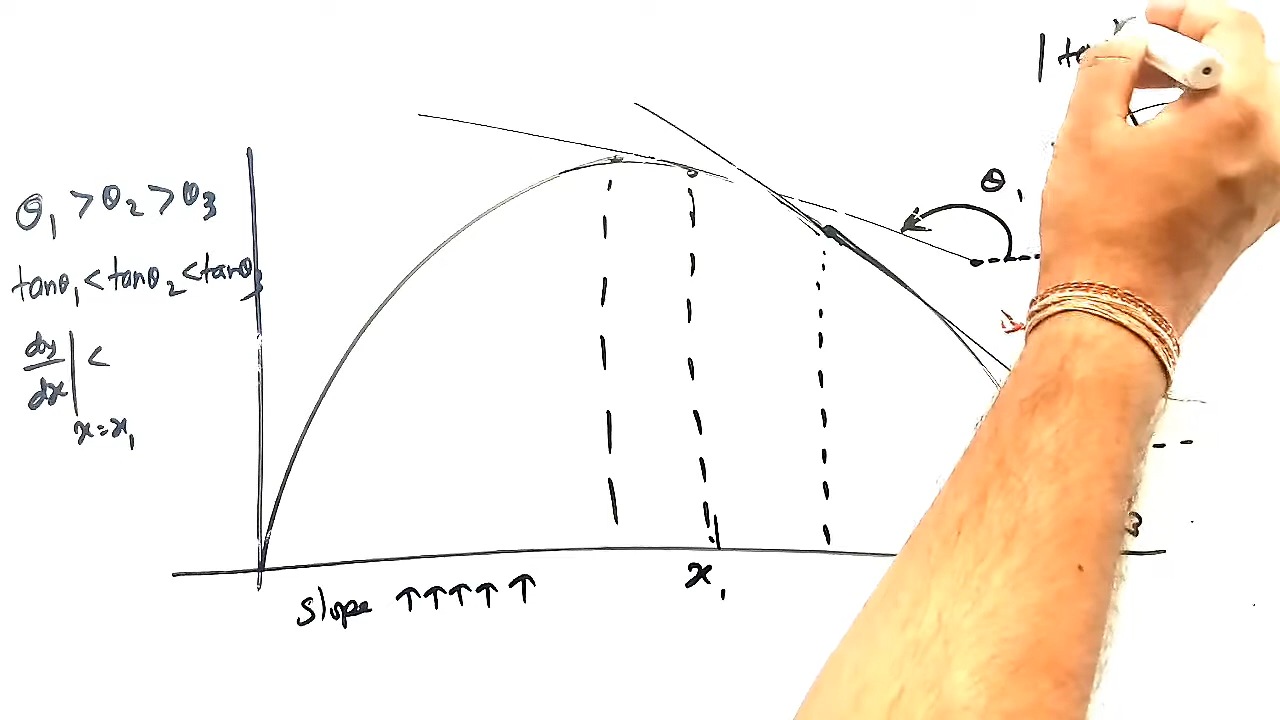 θ₁ > θ₂ > θ₃
tanθ₁ < tanθ₂ < tanθ₃
dy/dx | x=x₁ <
θ₁
x₁
slope ↑↑↑↑↑